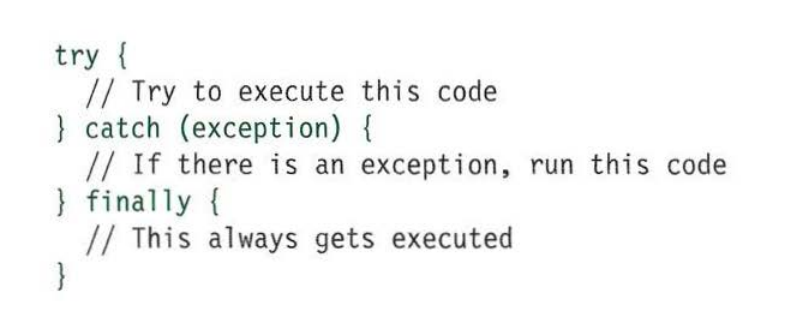 try {
  // Try to execute this code
} catch (exception) {
  // If there is an exception, run this code
} finally {
  // This always gets executed
}